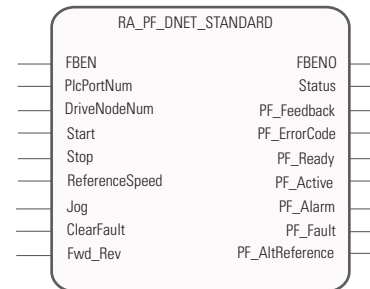 RA_PF_DNET_STANDARD
FBEN FBENO
PlcPortNum Status
DriveNodeNum PF_Feedback
Start PF_ErrorCode
Stop PF_Ready
ReferenceSpeed PF_Active
Jog PF_Alarm
ClearFault PF_Fault
Fwd_Rev PF_AltReference